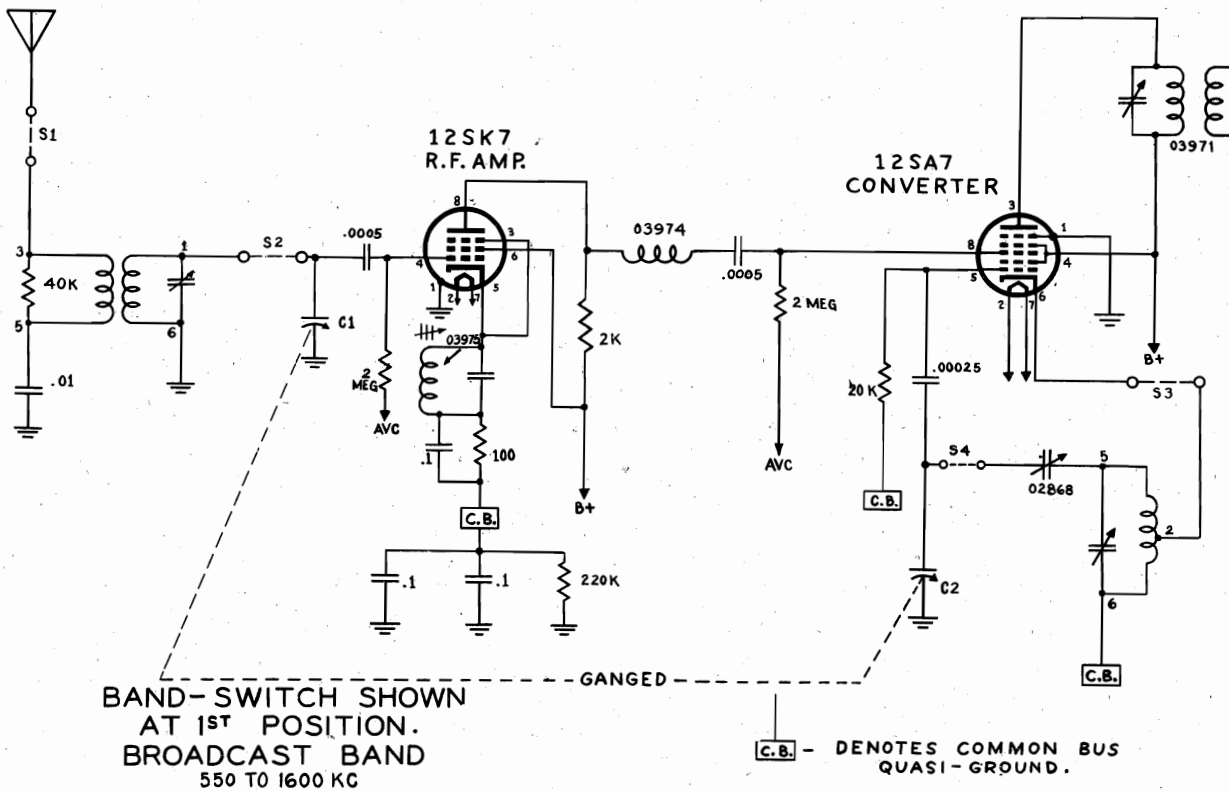 S1
3
40K
5
.01
1
6
S2
C1
.0005
12SK7
R.F. AMP.
8
3
6
4
1
2
7
5
03975
2
MEG
AVC
.1
100
C.B.
.1
.1
220K
2K
B+
03974
.0005
2 MEG
AVC
12SA7
CONVERTER
3
1
8
4
5
6
2
7
03971
B+
20K
.00025
C.B.
S3
S4
02868
5
2
6
C2
C.B.
GANGED
BAND-SWITCH SHOWN
AT 1ST POSITION.
BROADCAST BAND
550 TO 1600 KC
C.B. - DENOTES COMMON BUS
QUASI-GROUND.